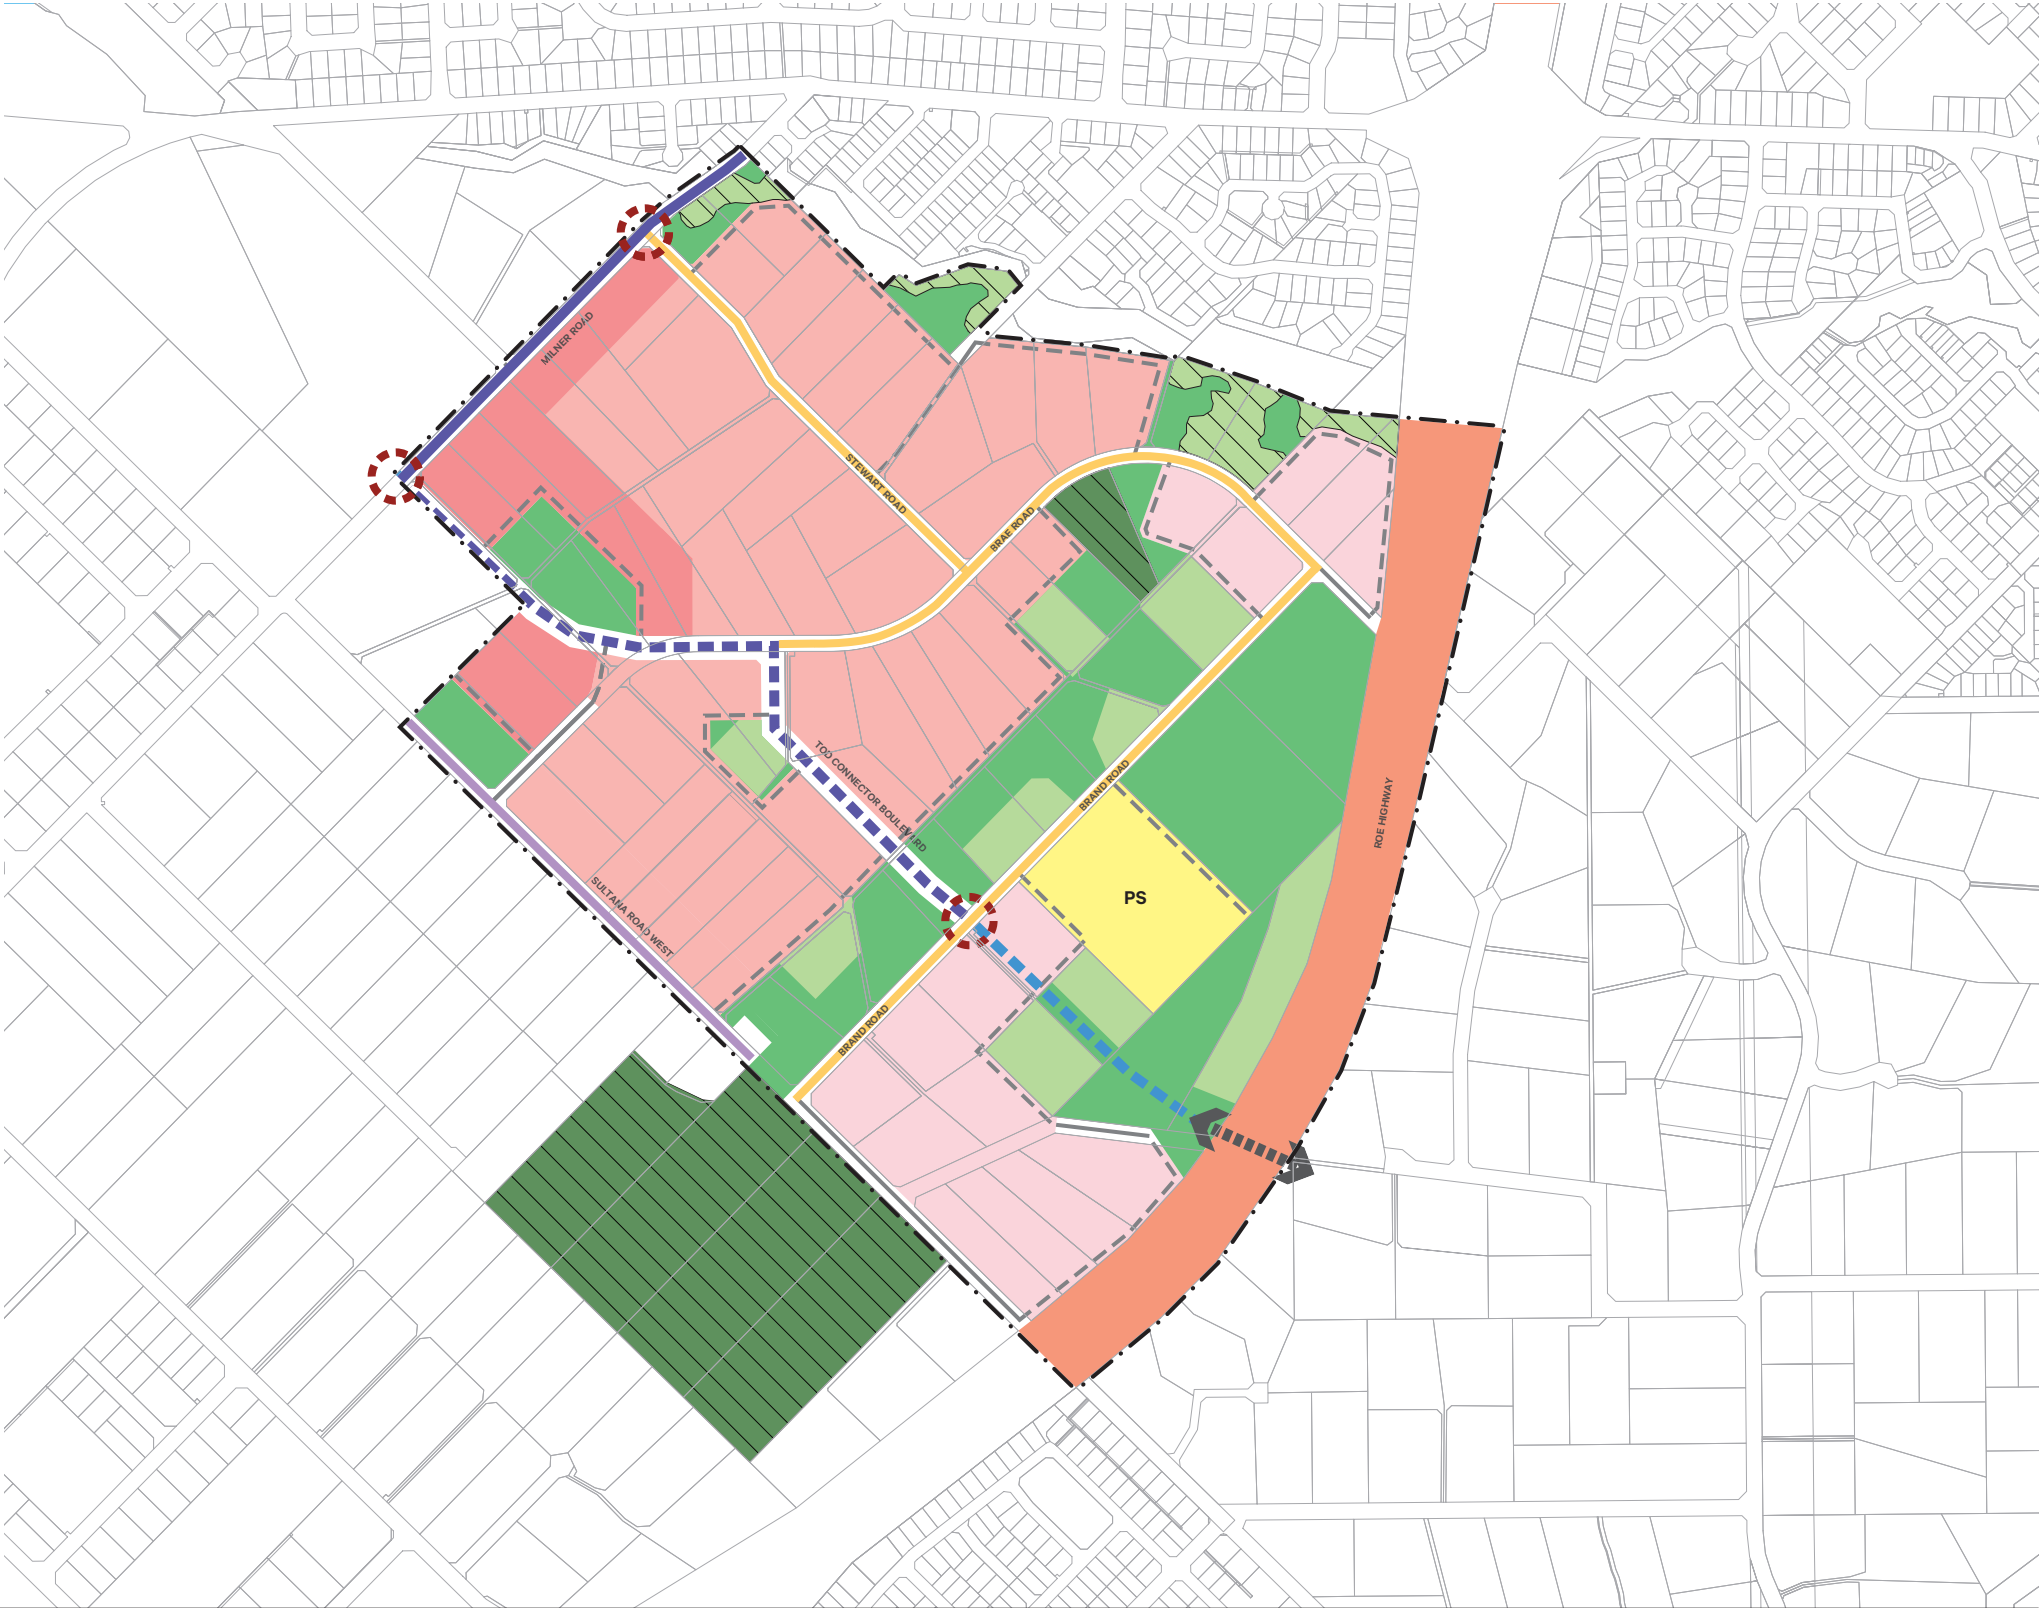 MILNER ROAD
STEWART ROAD
BRAE ROAD
TOD CONNECTOR BOULEVARD
BRAND ROAD
ROE HIGHWAY
SULTANA ROAD WEST
PS
BRAND ROAD